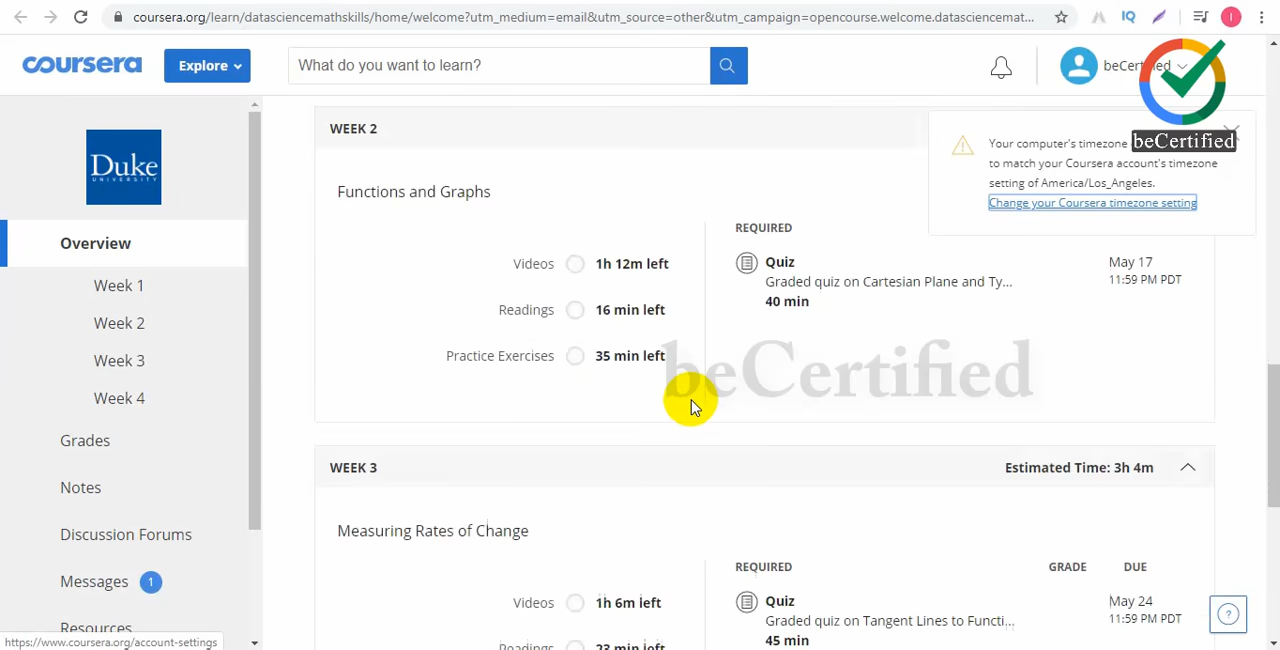 coursera.org/learn/datasciencemathskills/home/welcome?utm_medium=email&utm_source=other&utm_campaign=opencourse.welcome.datasciencemat...
coursera
Explore
What do you want to learn?
beCertified
beCertified
Duke
UNIVERSITY
Overview
Week 1
Week 2
Week 3
Week 4
Grades
Notes
Discussion Forums
Messages 1
Resources
https://www.coursera.org/account-settings
Your computer's timezone
to match your Coursera account's timezone
setting of America/Los_Angeles.
Change your Coursera timezone setting
WEEK 2
Functions and Graphs
Videos 1h 12m left
Readings 16 min left
Practice Exercises 35 min left
REQUIRED
Quiz
Graded quiz on Cartesian Plane and Ty...
40 min
May 17
11:59 PM PDT
beCertified
WEEK 3
Estimated Time: 3h 4m
Measuring Rates of Change
Videos 1h 6m left
Readings 23 min left
REQUIRED GRADE DUE
Quiz
Graded quiz on Tangent Lines to Functi...
45 min
May 24
11:59 PM PDT
?